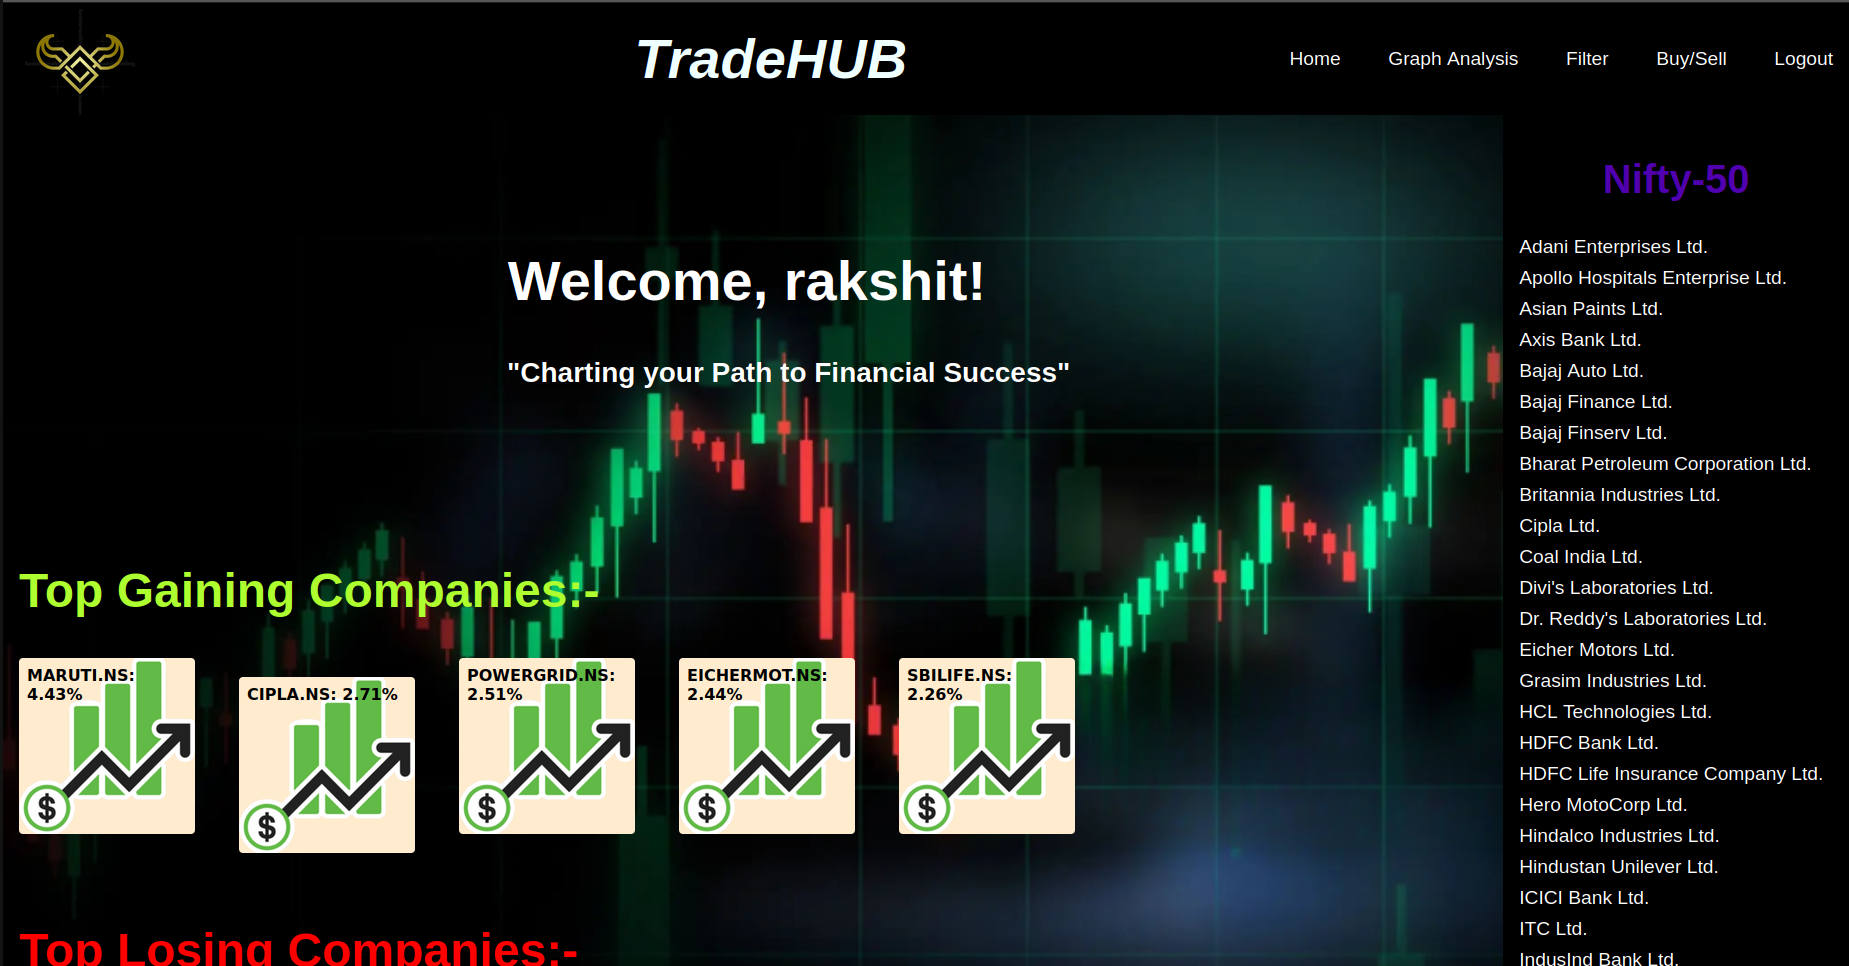 TradeHUB
Home
Graph Analysis
Filter
Buy/Sell
Logout
Welcome, rakshit!
"Charting your Path to Financial Success"
Top Gaining Companies:-
MARUTI.NS:
4.43%
CIPLA.NS: 2.71%
POWERGRID.NS:
2.51%
EICHERMOT.NS:
2.44%
SBILIFE.NS:
2.26%
$
$
$
$
$
Top Losing Companies:-
Nifty-50
Adani Enterprises Ltd.
Apollo Hospitals Enterprise Ltd.
Asian Paints Ltd.
Axis Bank Ltd.
Bajaj Auto Ltd.
Bajaj Finance Ltd.
Bajaj Finserv Ltd.
Bharat Petroleum Corporation Ltd.
Britannia Industries Ltd.
Cipla Ltd.
Coal India Ltd.
Divi's Laboratories Ltd.
Dr. Reddy's Laboratories Ltd.
Eicher Motors Ltd.
Grasim Industries Ltd.
HCL Technologies Ltd.
HDFC Bank Ltd.
HDFC Life Insurance Company Ltd.
Hero MotoCorp Ltd.
Hindalco Industries Ltd.
Hindustan Unilever Ltd.
ICICI Bank Ltd.
ITC Ltd.
IndusInd Bank Ltd.